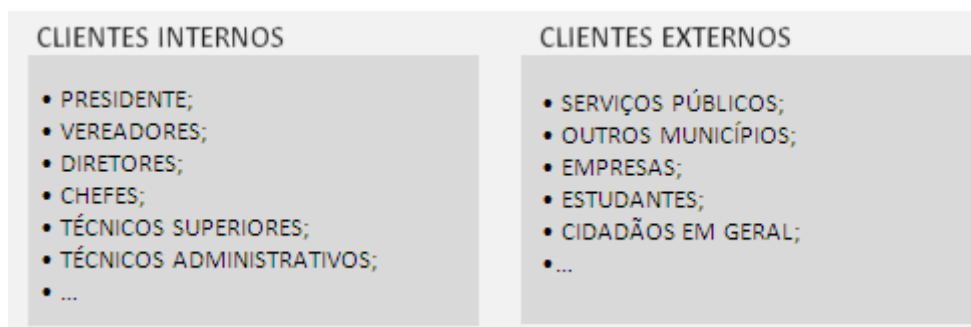 CLIENTES INTERNOS
• PRESIDENTE;
• VEREADORES;
• DIRETORES;
• CHEFES;
• TÉCNICOS SUPERIORES;
• TÉCNICOS ADMINISTRATIVOS;
• ...
CLIENTES EXTERNOS
• SERVIÇOS PÚBLICOS;
• OUTROS MUNICÍPIOS;
• EMPRESAS;
• ESTUDANTES;
• CIDADÃOS EM GERAL;
•...